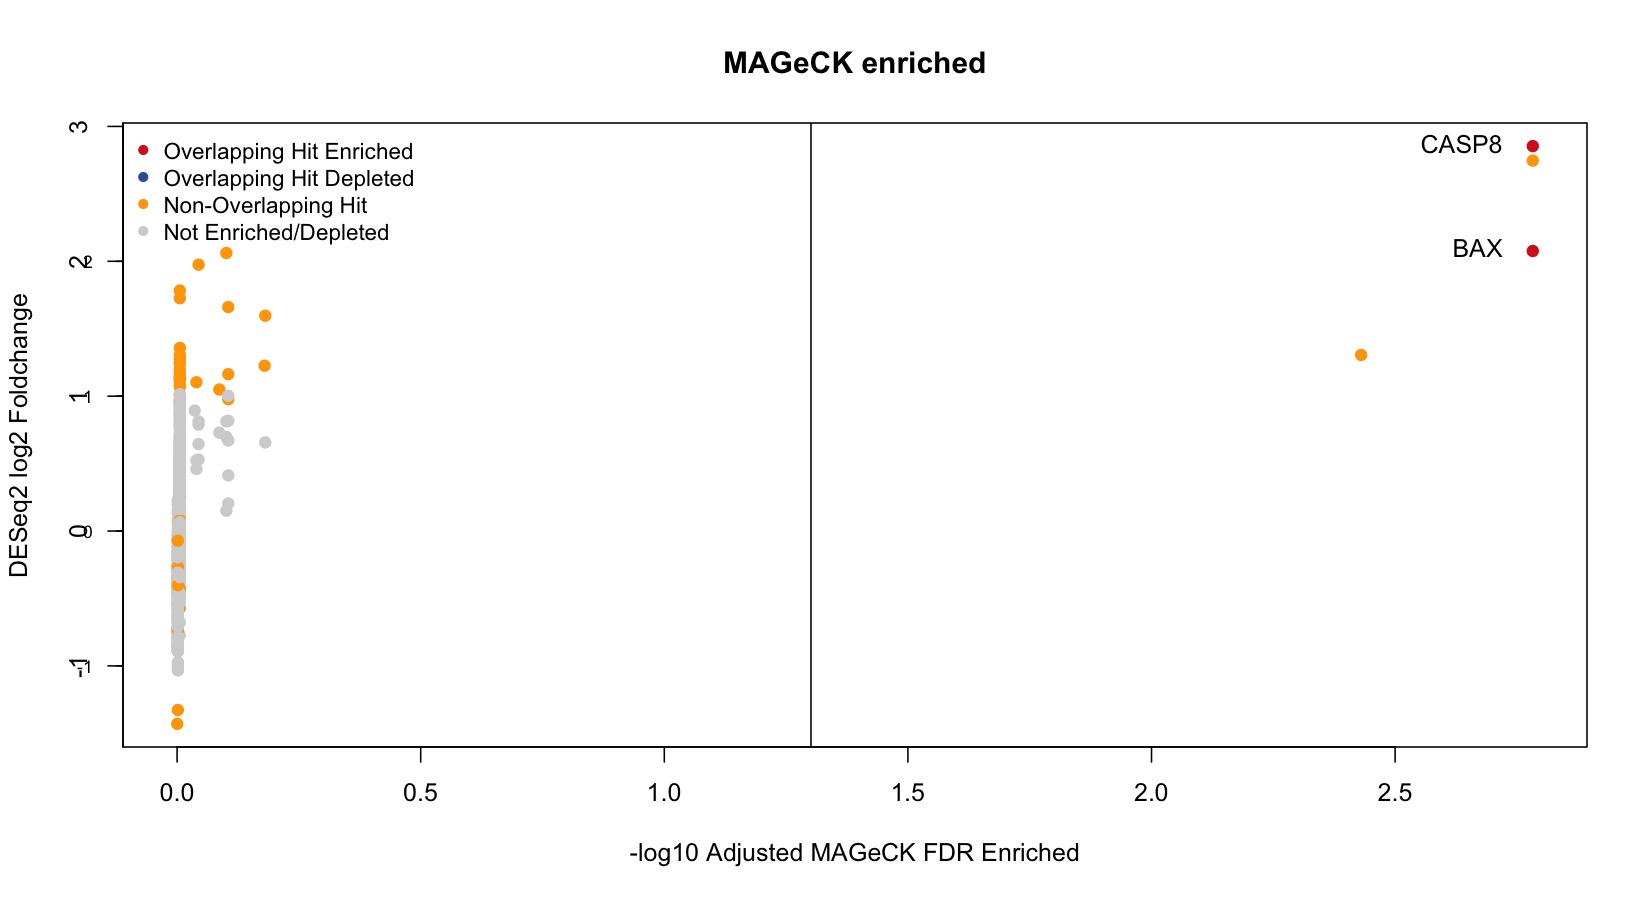 MAGeCK enriched
Overlapping Hit Enriched
Overlapping Hit Depleted
Non-Overlapping Hit
Not Enriched/Depleted
CASP8
BAX
DESeq2 log2 Foldchange
3
2
1
0
-1
0.0 0.5 1.0 1.5 2.0 2.5
-log10 Adjusted MAGeCK FDR Enriched